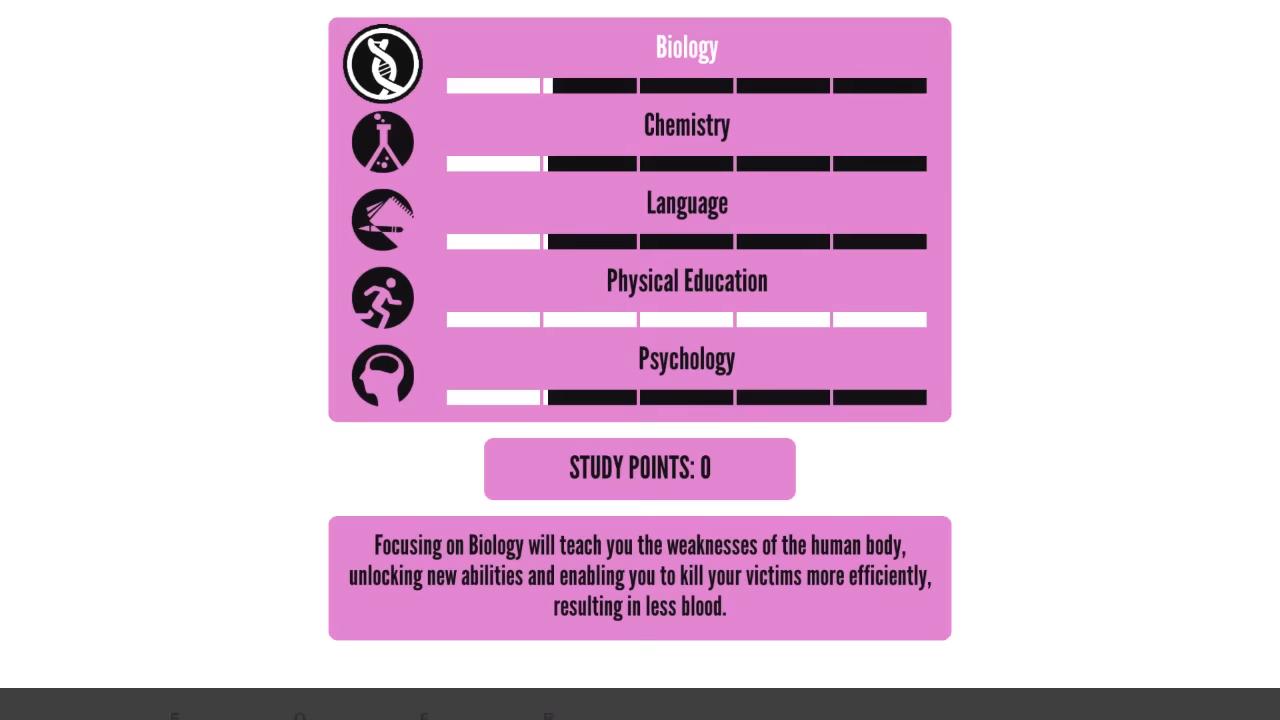 Biology
Chemistry
Language
Physical Education
Psychology
STUDY POINTS: 0
Focusing on Biology will teach you the weaknesses of the human body,
unlocking new abilities and enabling you to kill your victims more efficiently,
resulting in less blood.